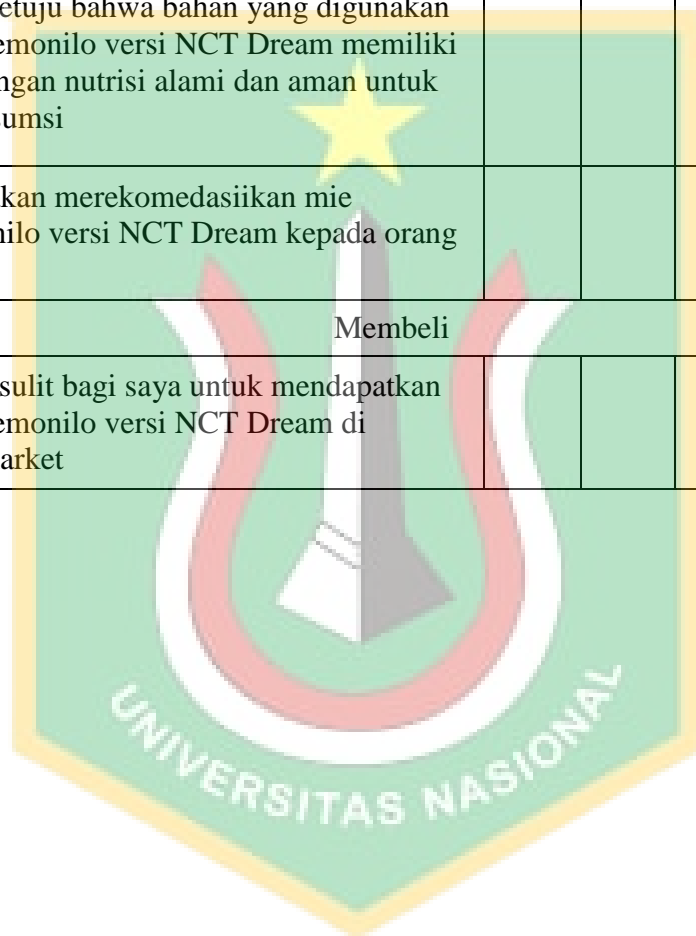 etuju bahwa bahan yang digunakan
emonilo versi NCT Dream memiliki
ngan nutrisi alami dan aman untuk
sumsi
kan merekomedasiikan mie
nilo versi NCT Dream kepada orang
Membeli
sulit bagi saya untuk mendapatkan
emonilo versi NCT Dream di
arket
UNIVERSITAS NASIONAL